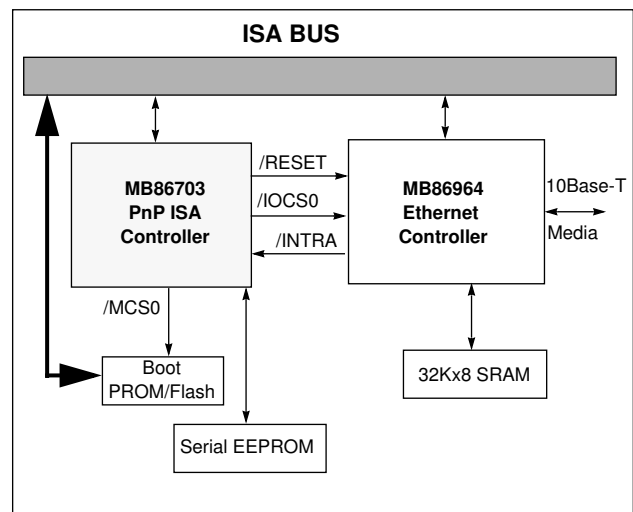 ISA BUS
MB86703
PnP ISA
Controller
/RESET
/IOCS0
/INTRA
MB86964
Ethernet
Controller
10Base-T
Media
/MCS0
Boot
PROM/Flash
Serial EEPROM
32Kx8 SRAM